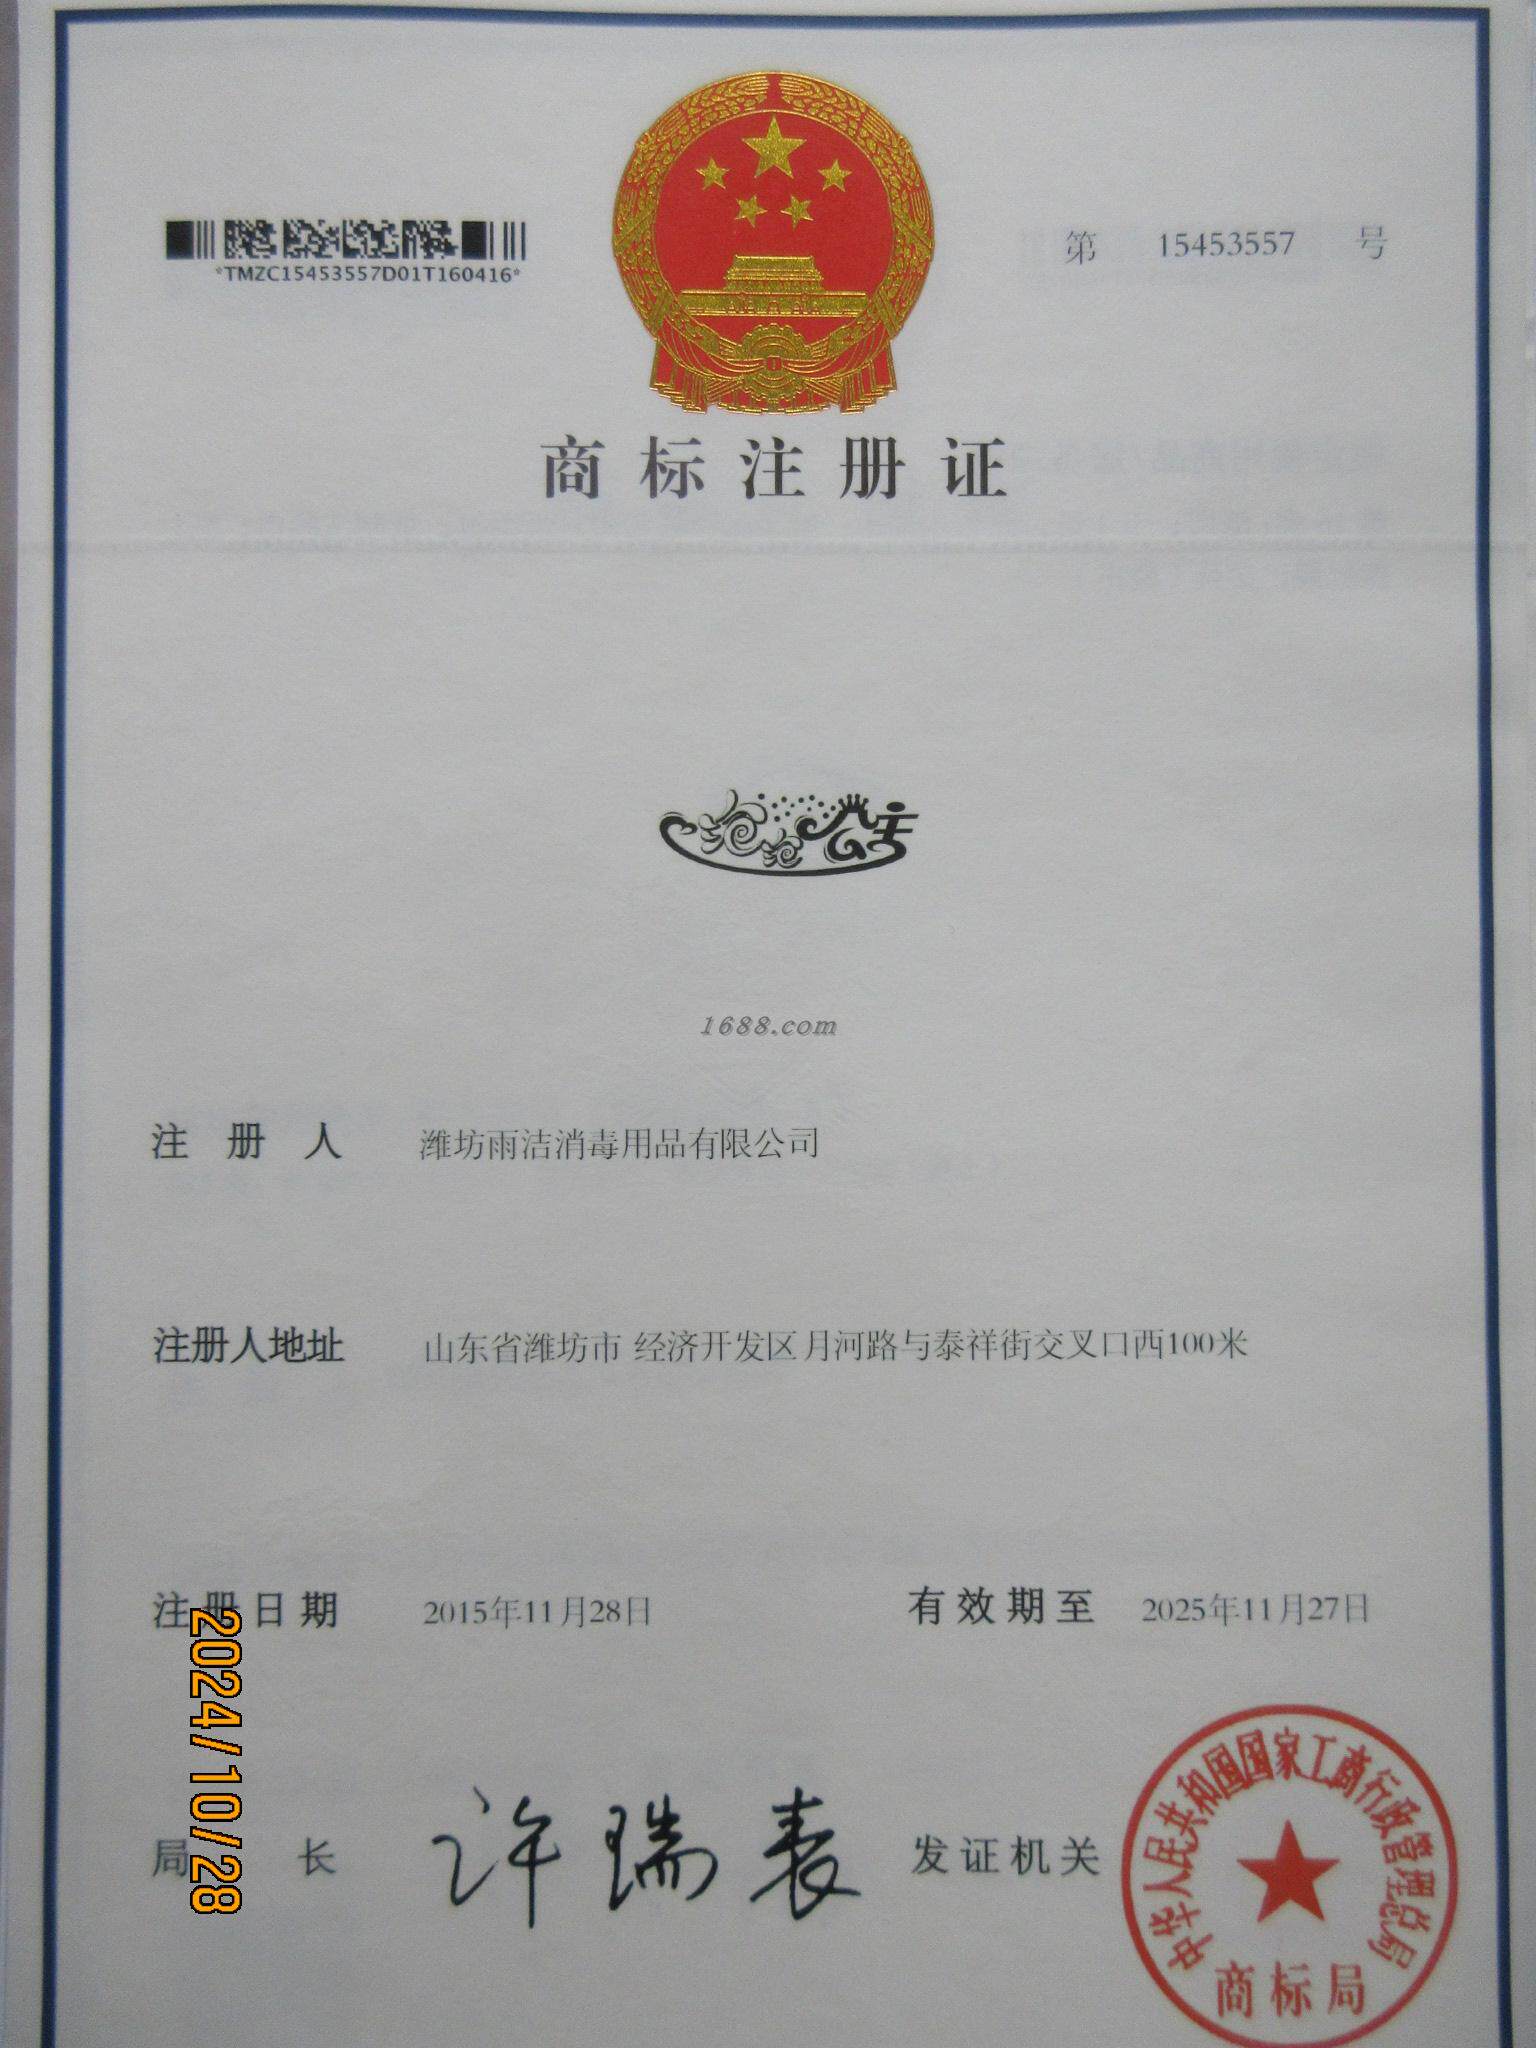 *TMZC15453557D01T160416*
第 15453557 号
商标注册证
公主
1688.com
注册人 潍坊雨洁消毒用品有限公司
注册人地址 山东省潍坊市 经济开发区月河路与泰祥街交叉口西100米
注册日期 2015年11月28日 有效期至 2025年11月27日
局长 许瑞表 发证机关
中华人民共和国国家工商行政管理总局
商标局
2024/10/28